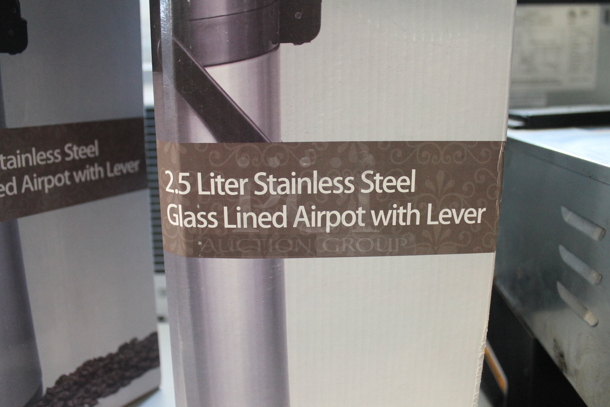 tainless Steel
ed Airpot with Lever
2.5 Liter Stainless Steel
Glass Lined Airpot with Lever
AUCTION GROUP